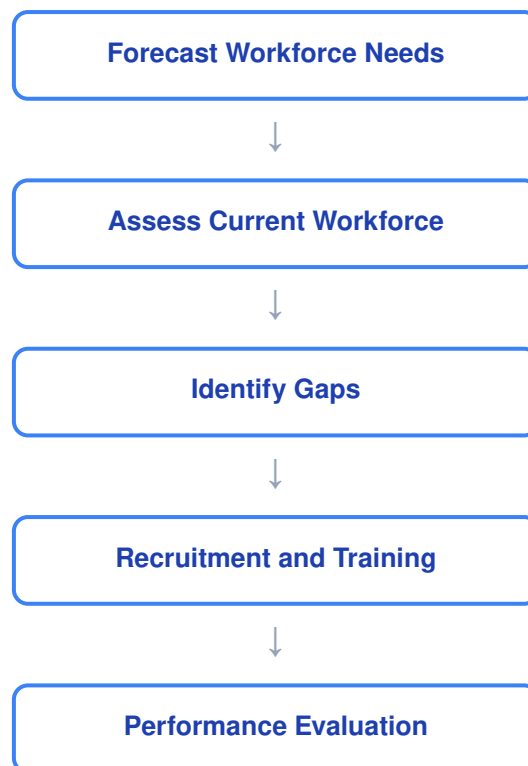 Forecast Workforce Needs
↓
Assess Current Workforce
↓
Identify Gaps
↓
Recruitment and Training
↓
Performance Evaluation